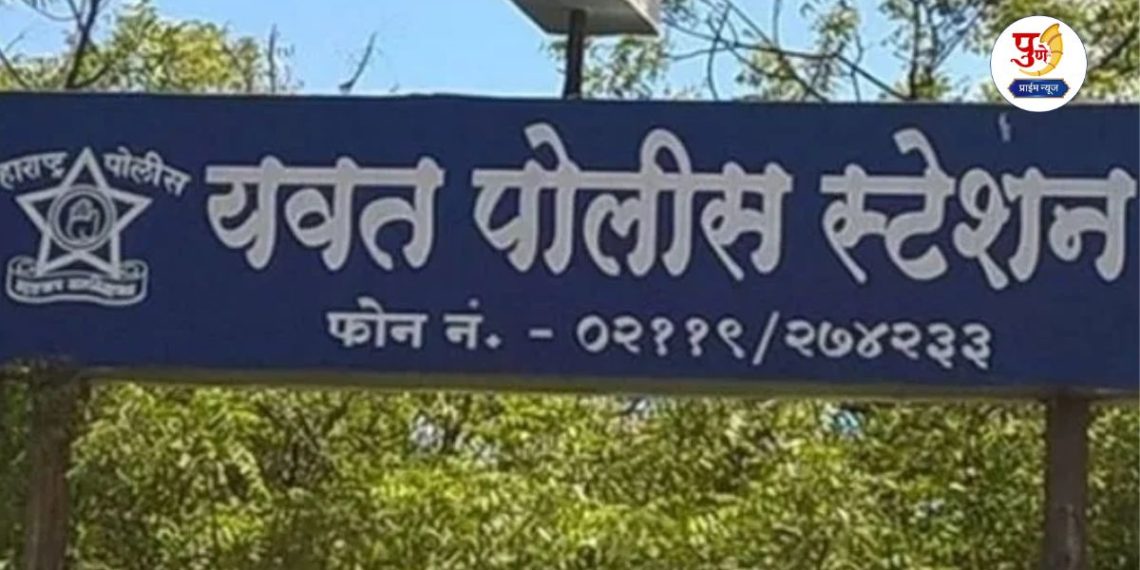 पुणे
प्राईम न्यूज
हाराष्ट्र पोलीस
यवत पोलीस स्टेशन
फोन नं. - ०२११९/२७४२३३